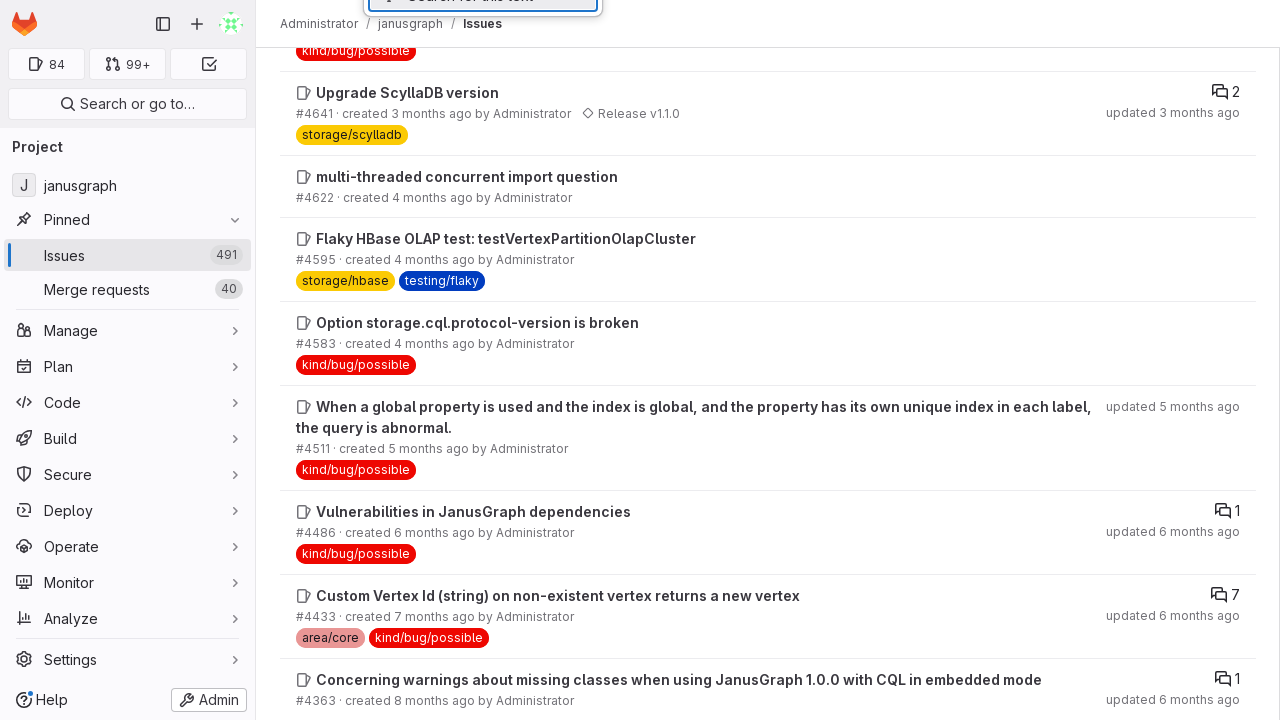 Search for this text
Administrator / janusgraph / Issues
84
99+
Search or go to…
Project
J janusgraph
Pinned
Issues 491
Merge requests 40
Manage
Plan
Code
Build
Secure
Deploy
Operate
Monitor
Analyze
Settings
Help
Admin
kind/bug/possible
Upgrade ScyllaDB version
2
#4641 · created 3 months ago by Administrator Release v1.1.0
updated 3 months ago
storage/scylladb
multi-threaded concurrent import question
#4622 · created 4 months ago by Administrator
Flaky HBase OLAP test: testVertexPartitionOlapCluster
#4595 · created 4 months ago by Administrator
storage/hbase testing/flaky
Option storage.cql.protocol-version is broken
#4583 · created 4 months ago by Administrator
kind/bug/possible
When a global property is used and the index is global, and the property has its own unique index in each label,
the query is abnormal.
updated 5 months ago
#4511 · created 5 months ago by Administrator
kind/bug/possible
Vulnerabilities in JanusGraph dependencies
1
#4486 · created 6 months ago by Administrator
updated 6 months ago
kind/bug/possible
Custom Vertex Id (string) on non-existent vertex returns a new vertex
7
#4433 · created 7 months ago by Administrator
updated 6 months ago
area/core kind/bug/possible
Concerning warnings about missing classes when using JanusGraph 1.0.0 with CQL in embedded mode
1
#4363 · created 8 months ago by Administrator
updated 6 months ago